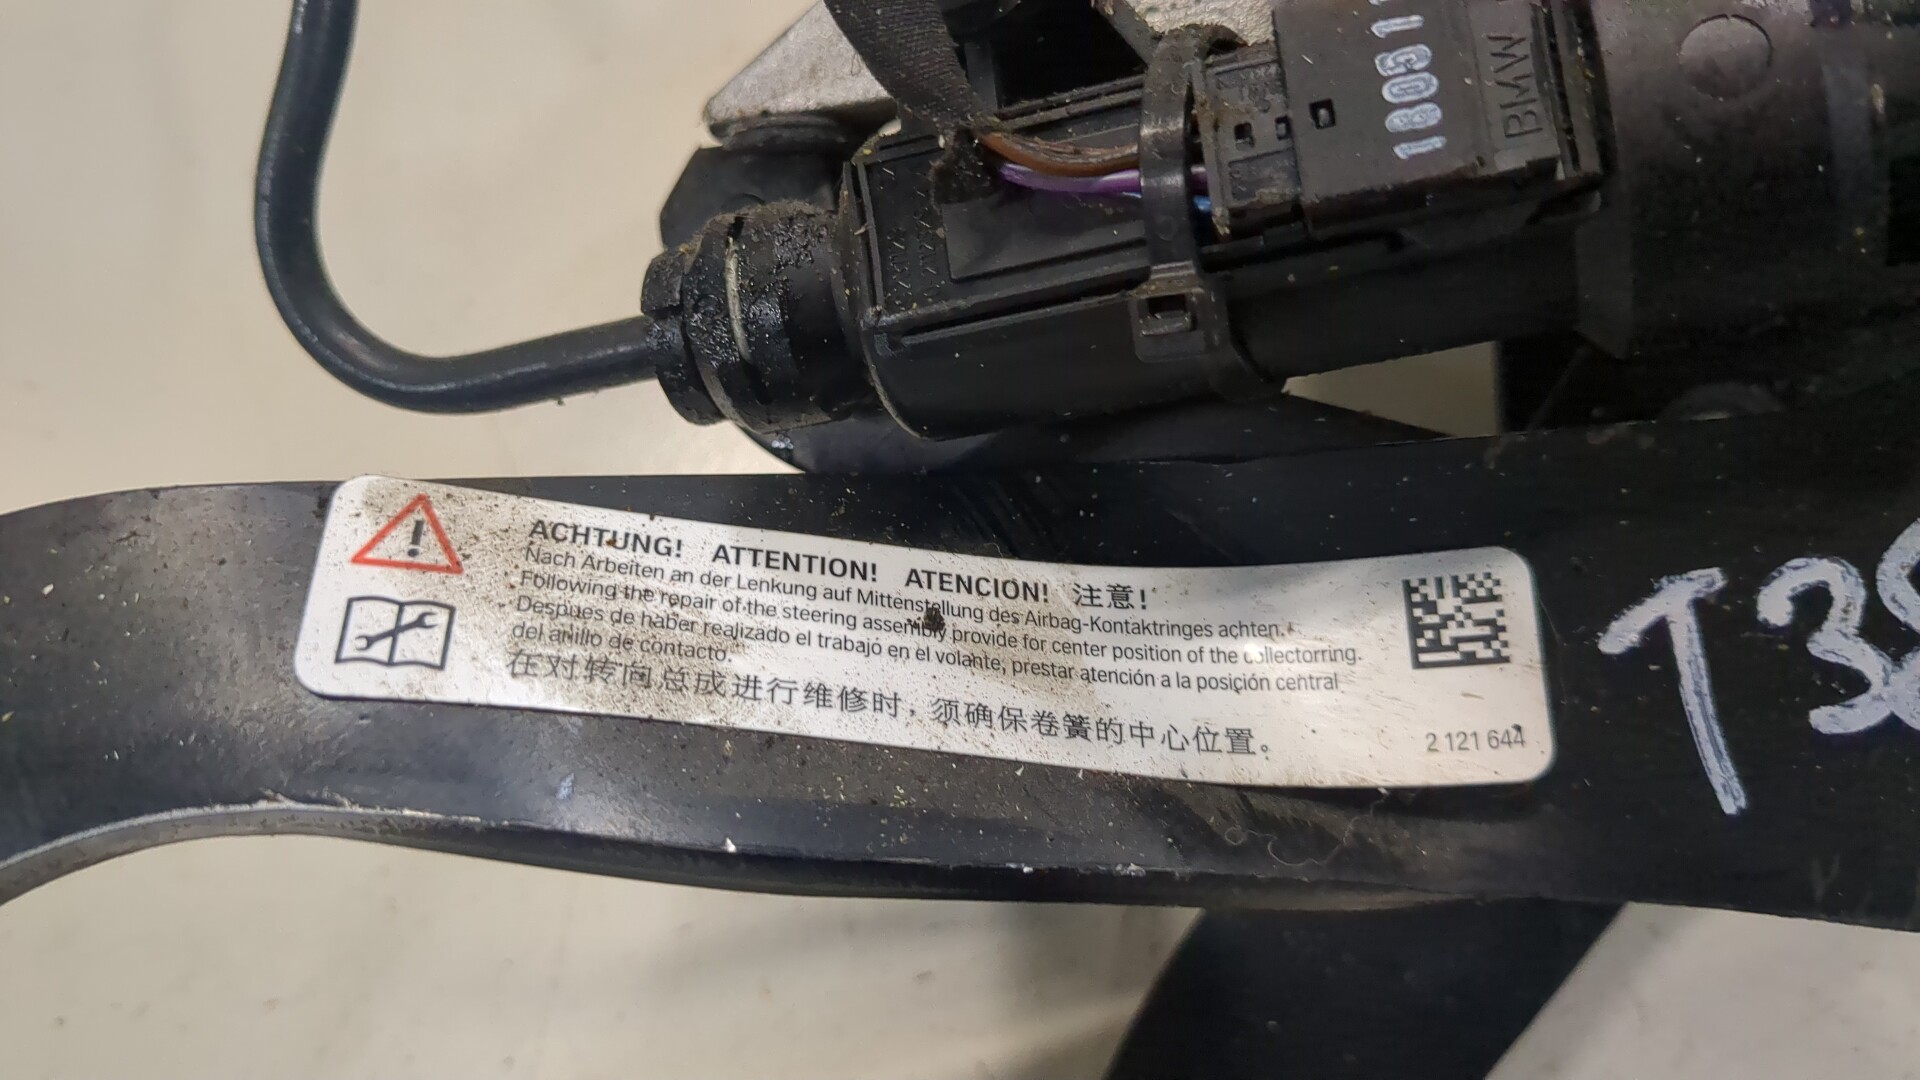 18001
BMW
ACHTUNG! ATTENTION! ATENCION! 注意!
Nach Arbeiten an der Lenkung auf Mittenstellung des Airbag-Kontaktringes achten.
Following the repair of the steering assembly provide for center position of the collectorring.
Despues de haber realizado el trabajo en el volante, prestar atención a la posición central
del anillo de contacto.
在对转向总成进行维修时，须确保卷簧的中心位置。
2 121 644